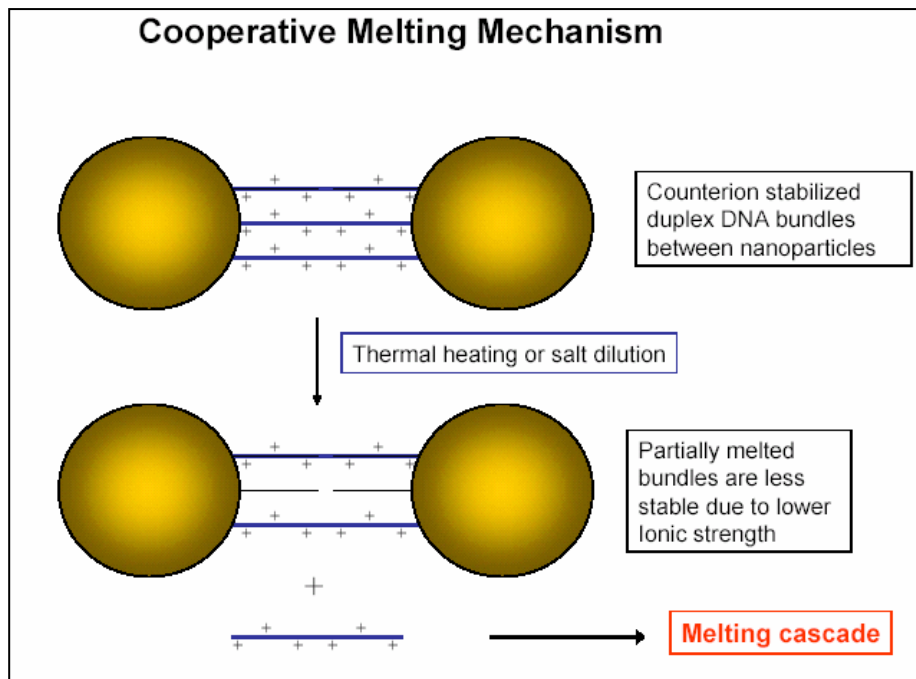 Cooperative Melting Mechanism
Counterion stabilized
duplex DNA bundles
between nanoparticles
Thermal heating or salt dilution
Partially melted
bundles are less
stable due to lower
Ionic strength
+
Melting cascade